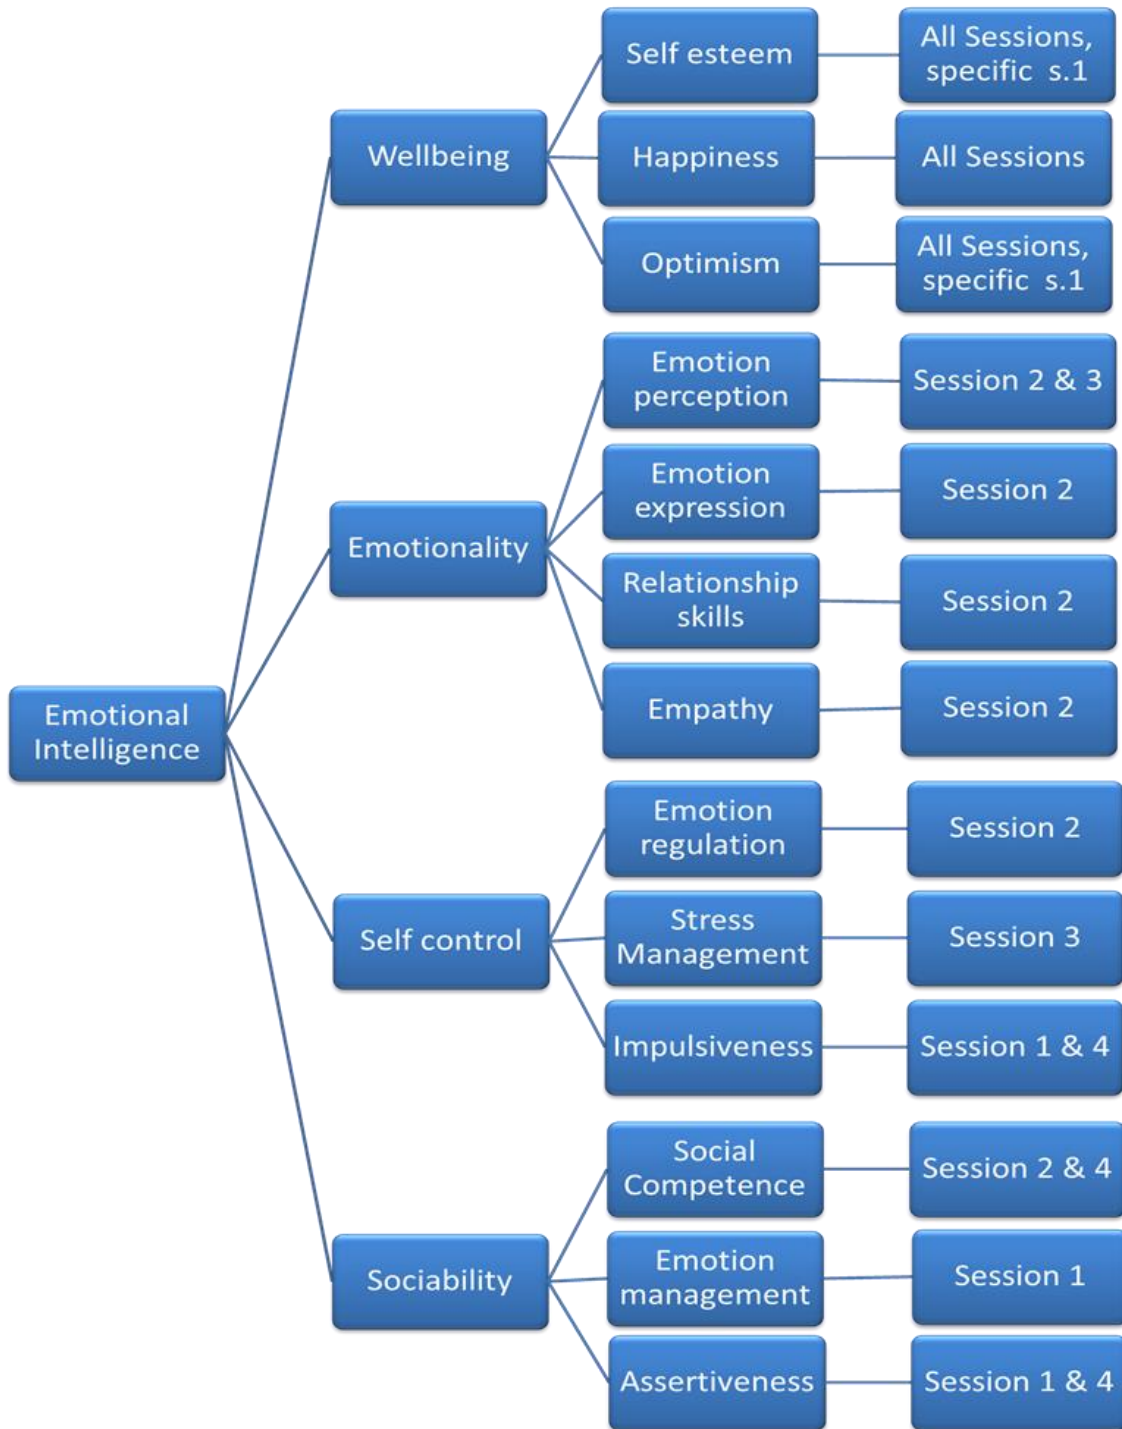 Emotional
Intelligence
Wellbeing
Self esteem
All Sessions,
specific s.1
Happiness
All Sessions
Optimism
All Sessions,
specific s.1
Emotionality
Emotion
perception
Session 2 & 3
Emotion
expression
Session 2
Relationship
skills
Session 2
Empathy
Session 2
Self control
Emotion
regulation
Session 2
Stress
Management
Session 3
Impulsiveness
Session 1 & 4
Sociability
Social
Competence
Session 2 & 4
Emotion
management
Session 1
Assertiveness
Session 1 & 4